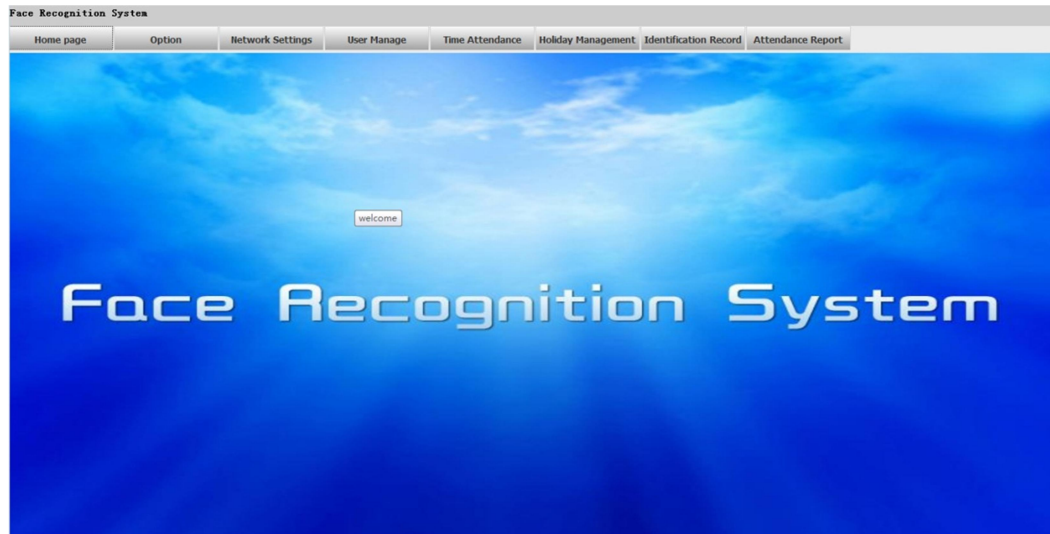 Face Recognition System
Home page Option Network Settings User Manage Time Attendance Holiday Management Identification Record Attendance Report
welcome
Face Recognition System